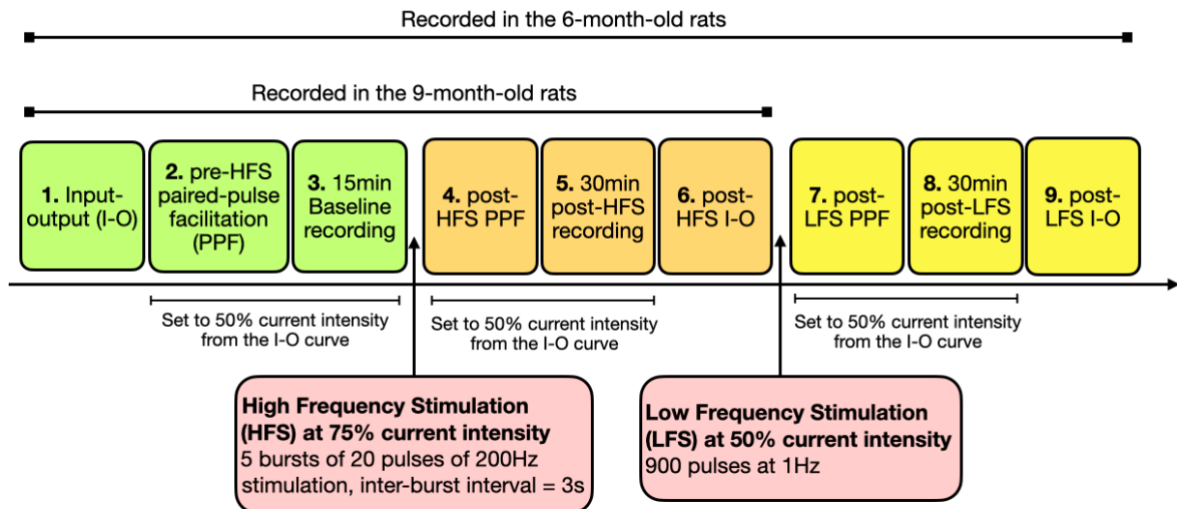 Recorded in the 6-month-old rats
Recorded in the 9-month-old rats
1. Input-
output (I-O)
2. pre-HFS
paired-pulse
facilitation
(PPF)
3. 15min
Baseline
recording
4. post-
HFS PPF
5. 30min
post-HFS
recording
6. post-
HFS I-O
7. post-
LFS PPF
8. 30min
post-LFS
recording
9. post-
LFS I-O
Set to 50% current intensity
from the I-O curve
Set to 50% current intensity
from the I-O curve
Set to 50% current intensity
from the I-O curve
High Frequency Stimulation
(HFS) at 75% current intensity
5 bursts of 20 pulses of 200Hz
stimulation, inter-burst interval = 3s
Low Frequency Stimulation
(LFS) at 50% current intensity
900 pulses at 1Hz